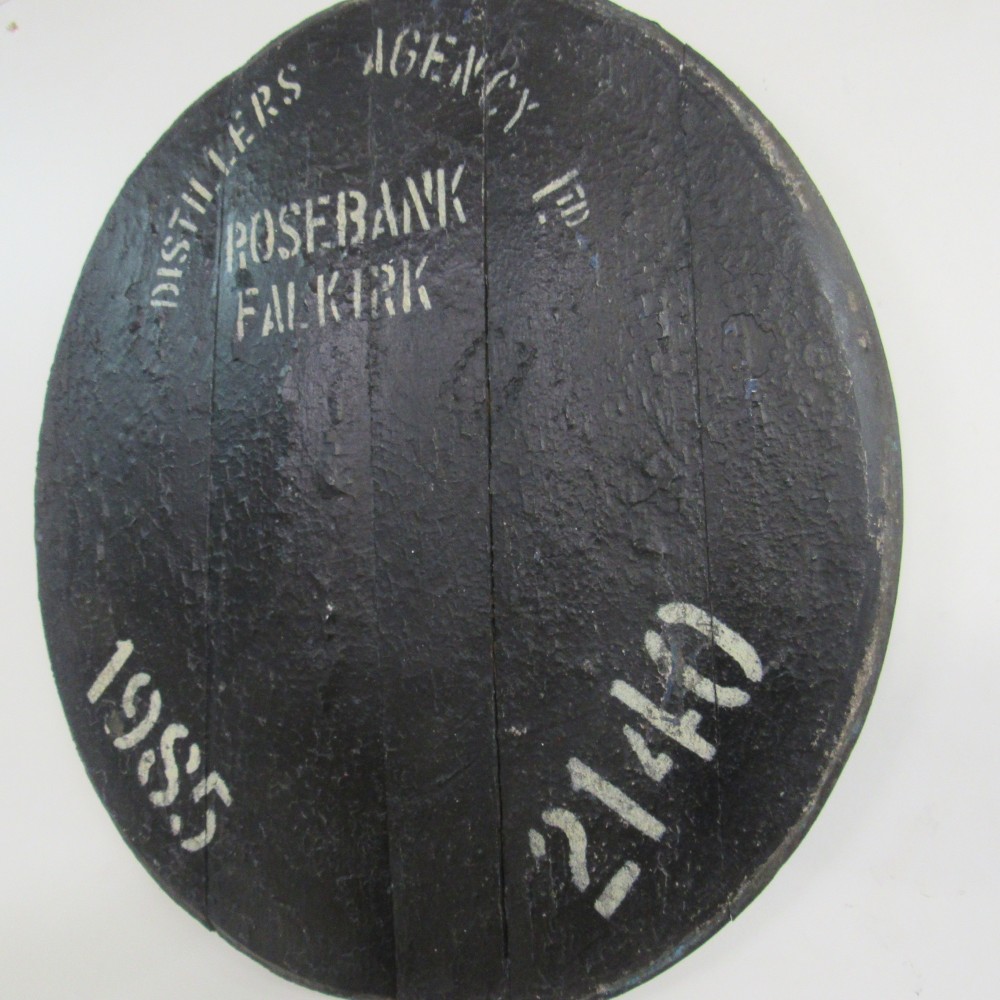 DISTILLERS AGENCY LTD
ROSEBANK
FALKIRK
1985
2140